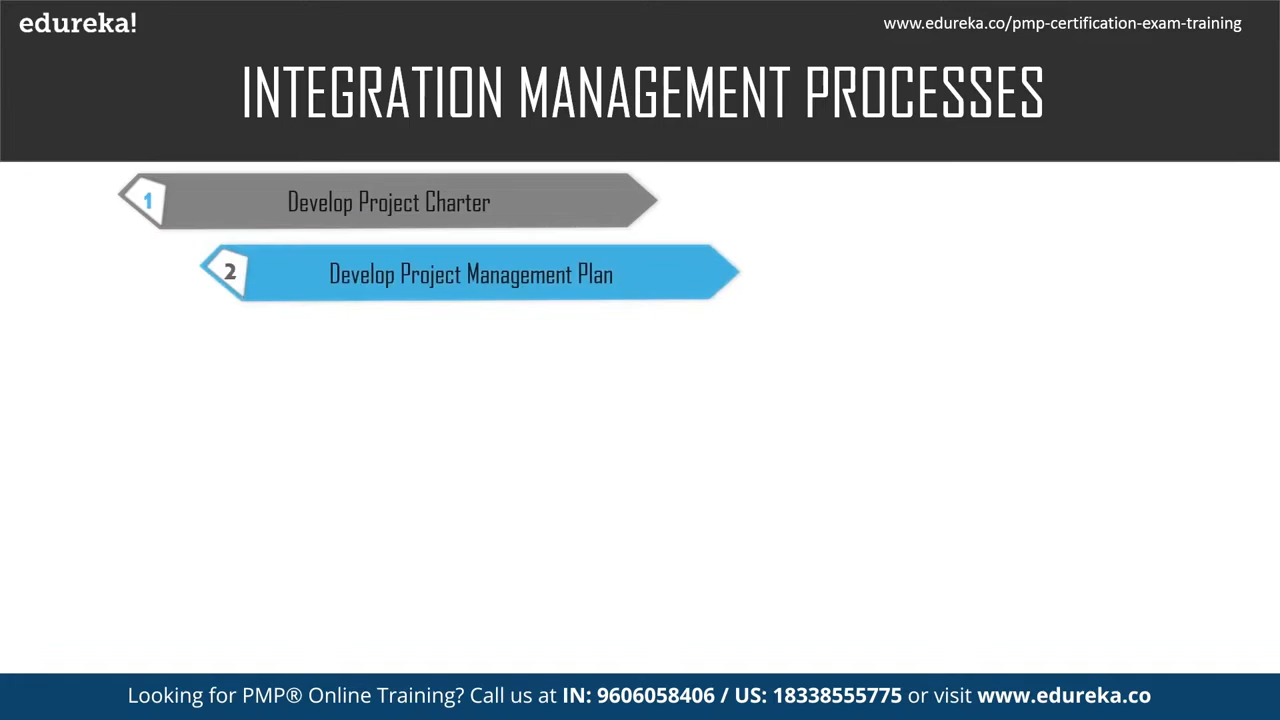 edureka!
www.edureka.co/pmp-certification-exam-training
INTEGRATION MANAGEMENT PROCESSES
1 Develop Project Charter
2 Develop Project Management Plan
Looking for PMP® Online Training? Call us at IN: 9606058406 / US: 18338555775 or visit www.edureka.co